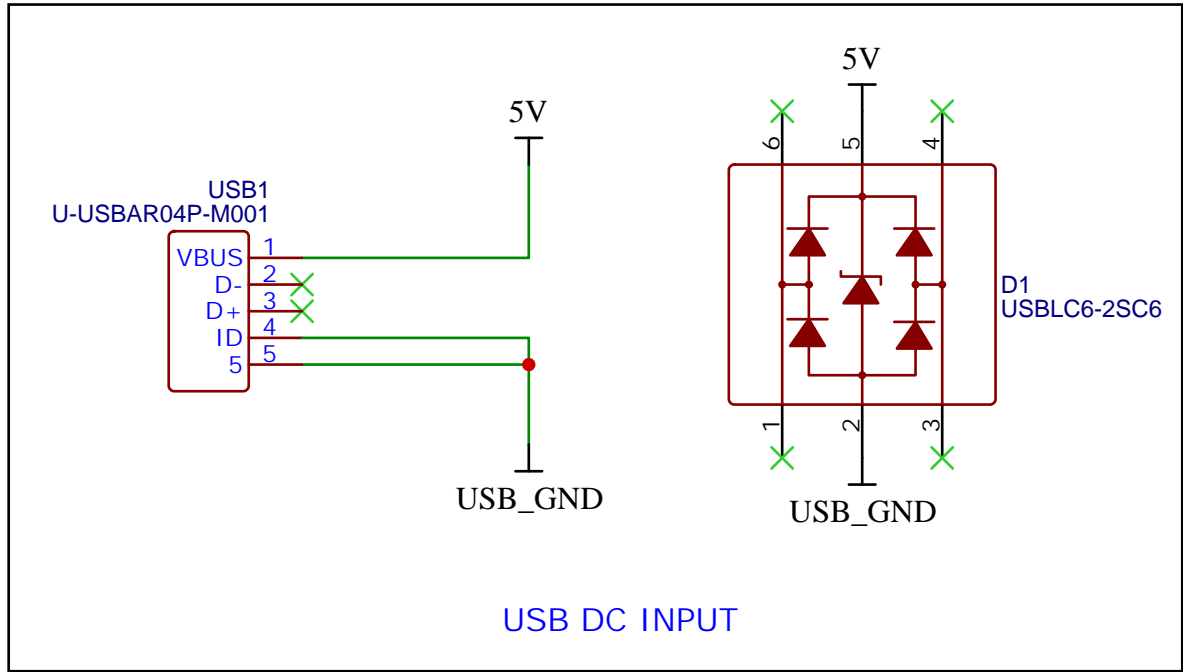 5V
5V
6
5
4
USB1
U-USBAR04P-M001
VBUS 1
D- 2
D+ 3
ID 4
5 5
D1
USBLC6-2SC6
1
2
3
USB_GND
USB_GND
USB DC INPUT